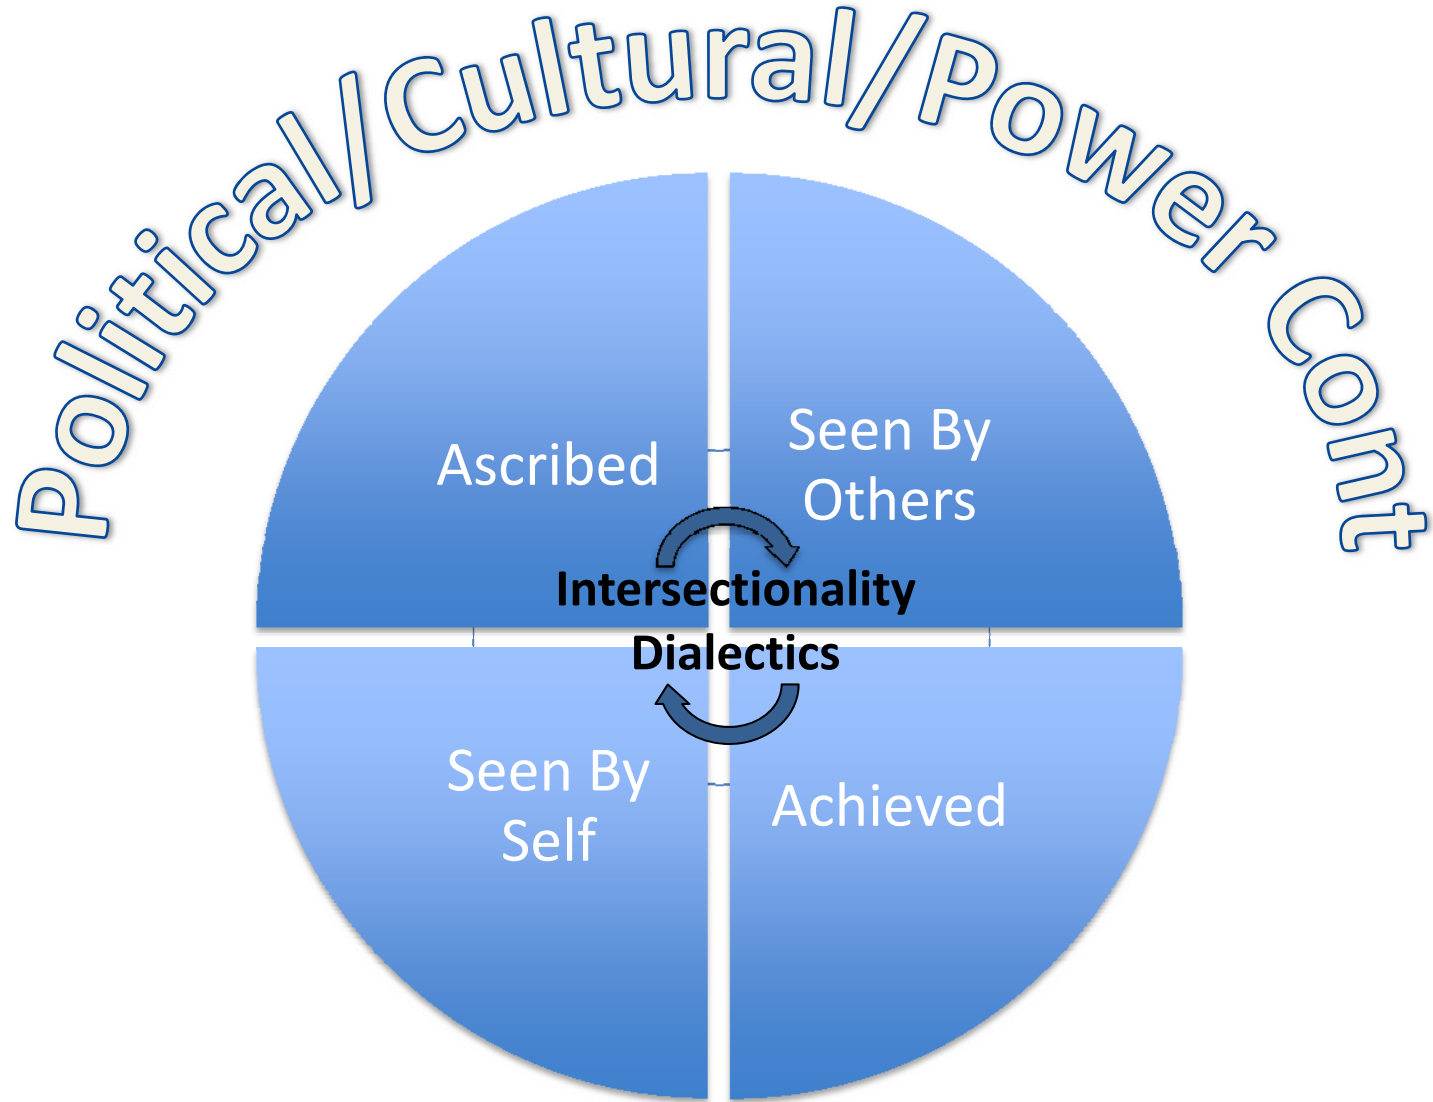 Political/Cultural/Power Cont
Ascribed
Seen By
Others
Intersectionality
Dialectics
Seen By
Self
Achieved